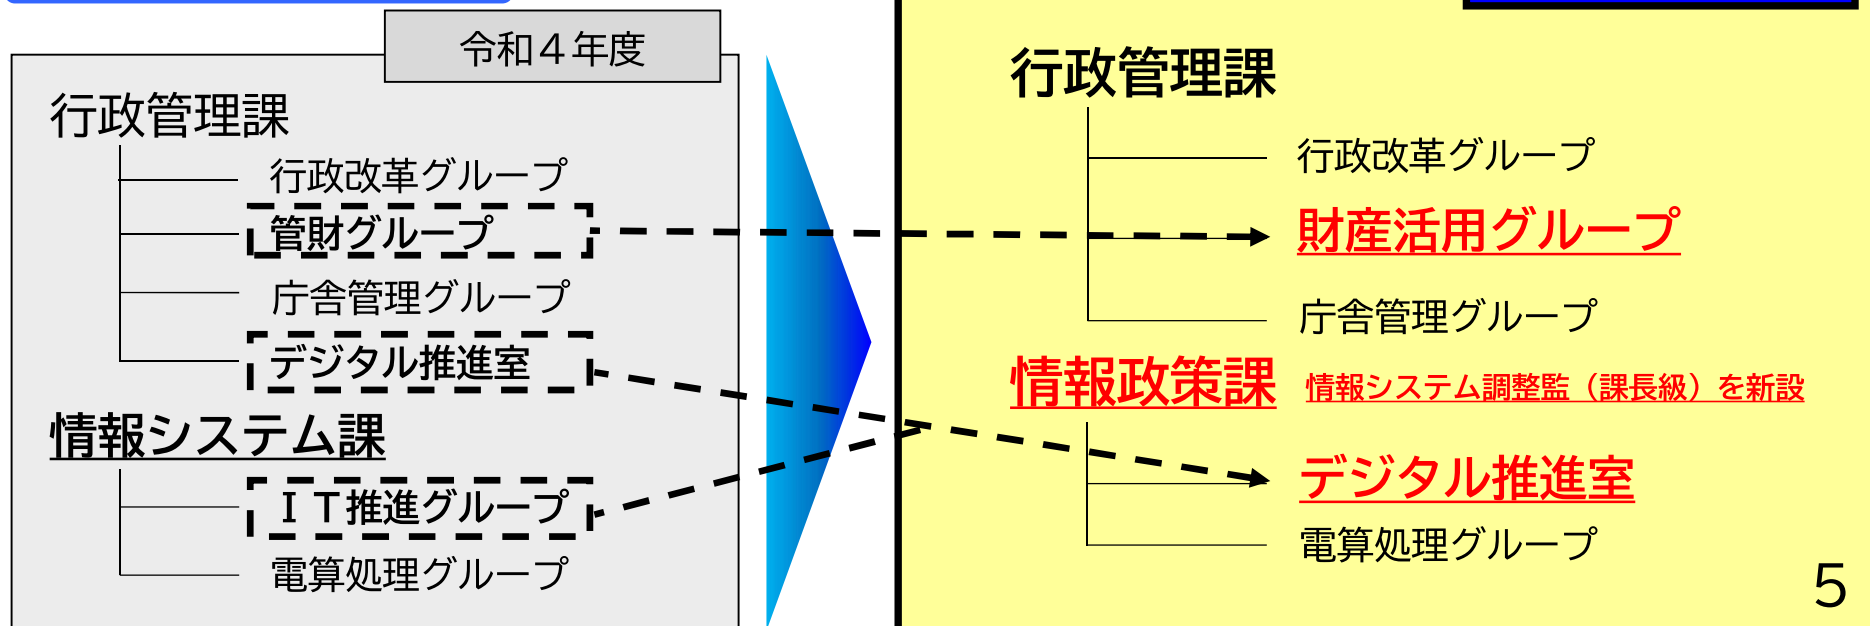 令和４年度
行政管理課
行政改革グループ
管財グループ
庁舎管理グループ
デジタル推進室
情報システム課
ＩＴ推進グループ
電算処理グループ
行政管理課
行政改革グループ
財産活用グループ
庁舎管理グループ
情報政策課 情報システム調整監（課長級）を新設
デジタル推進室
電算処理グループ
5